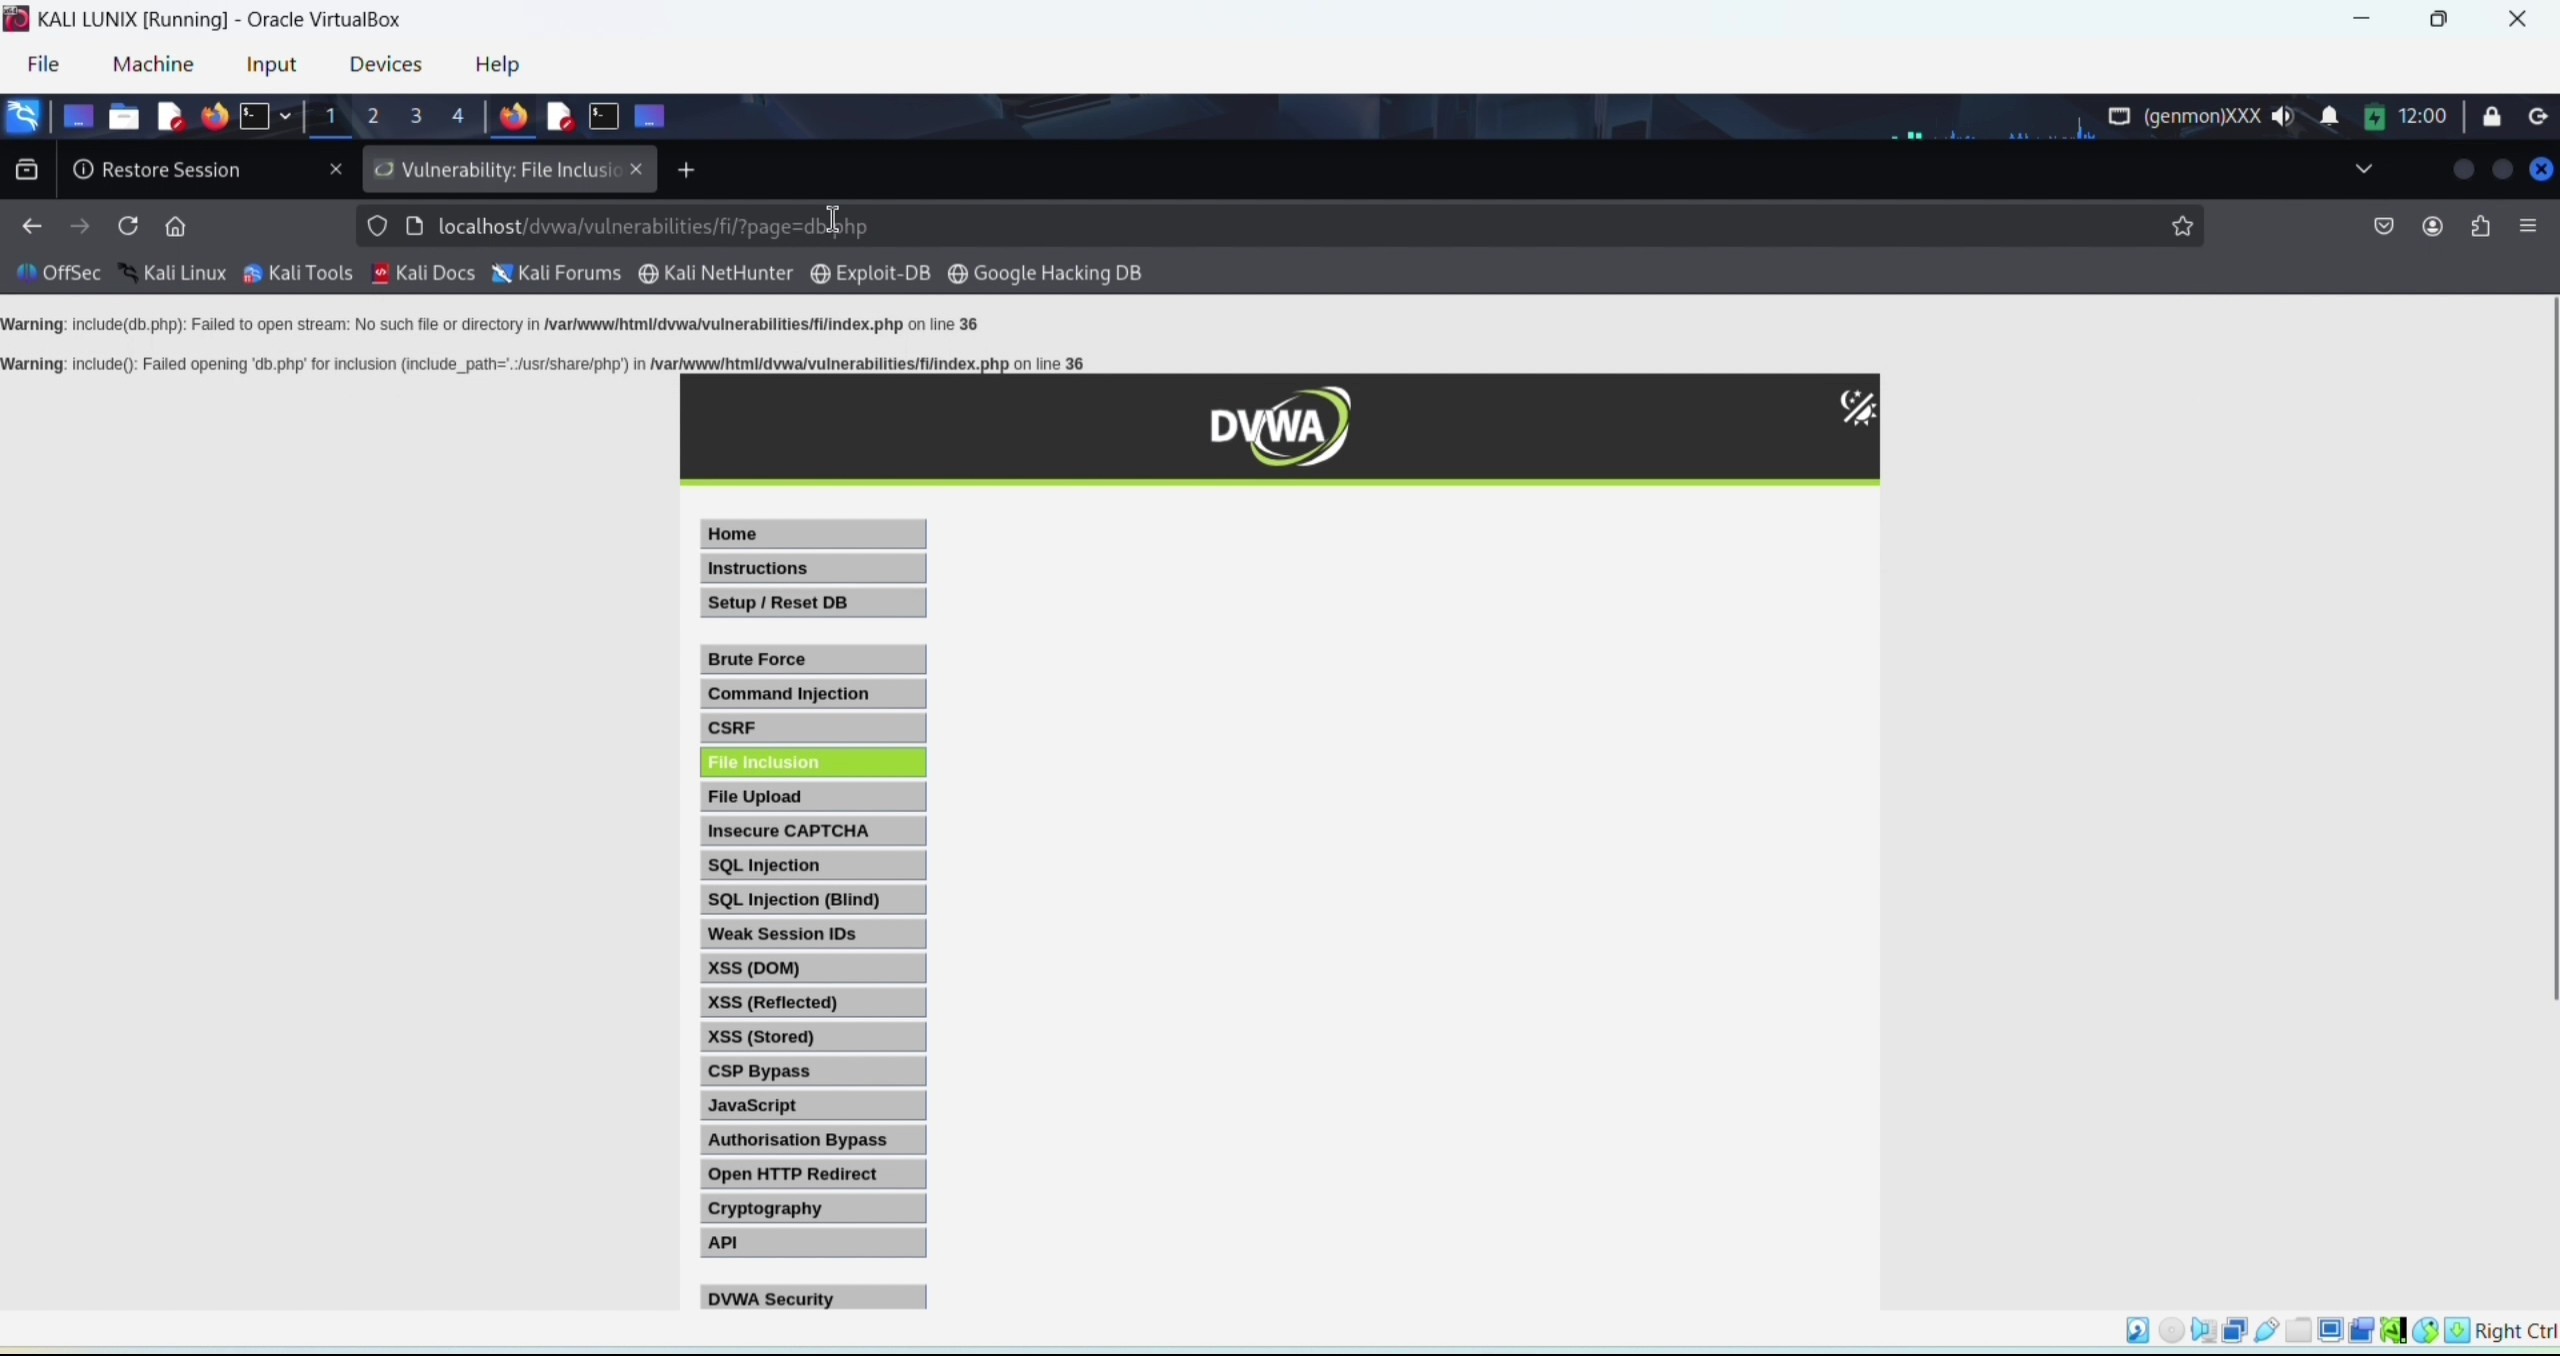 KALI LUNIX [Running] - Oracle VirtualBox
File Machine Input Devices Help
1 2 3 4 (genmon)XXX 12:00
Restore Session Vulnerability: File Inclusio
localhost/dvwa/vulnerabilities/fi/?page=db.php
OffSec Kali Linux Kali Tools Kali Docs Kali Forums Kali NetHunter Exploit-DB Google Hacking DB
Warning: include(db.php): Failed to open stream: No such file or directory in /var/www/html/dvwa/vulnerabilities/fi/index.php on line 36
Warning: include(): Failed opening 'db.php' for inclusion (include_path='.:/usr/share/php') in /var/www/html/dvwa/vulnerabilities/fi/index.php on line 36
DVWA
Home
Instructions
Setup / Reset DB
Brute Force
Command Injection
CSRF
File Inclusion
File Upload
Insecure CAPTCHA
SQL Injection
SQL Injection (Blind)
Weak Session IDs
XSS (DOM)
XSS (Reflected)
XSS (Stored)
CSP Bypass
JavaScript
Authorisation Bypass
Open HTTP Redirect
Cryptography
API
DVWA Security
Right Ctrl